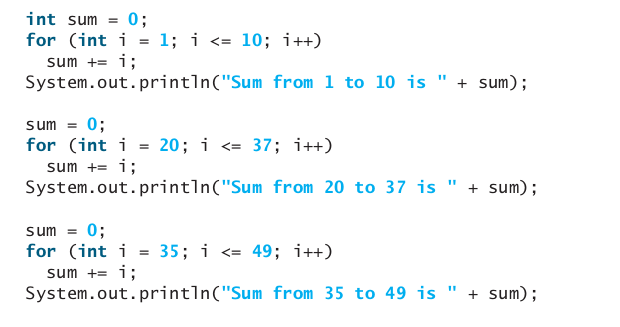 int sum = 0;
for (int i = 1; i <= 10; i++)
  sum += i;
System.out.println("Sum from 1 to 10 is " + sum);

sum = 0;
for (int i = 20; i <= 37; i++)
  sum += i;
System.out.println("Sum from 20 to 37 is " + sum);

sum = 0;
for (int i = 35; i <= 49; i++)
  sum += i;
System.out.println("Sum from 35 to 49 is " + sum);